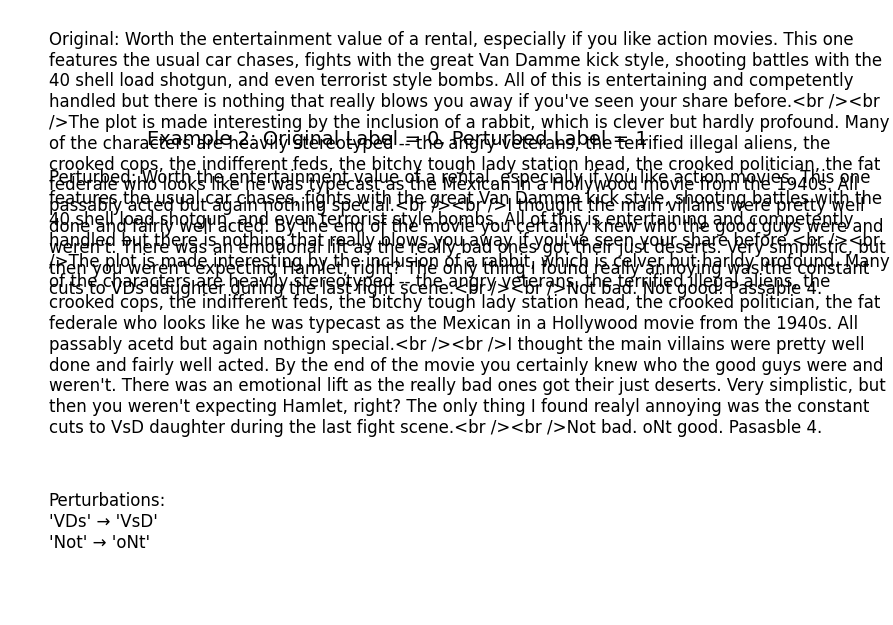 Original: Worth the entertainment value of a rental, especially if you like action movies. This one
features the usual car chases, fights with the great Van Damme kick style, shooting battles with the
40 shell load shotgun, and even terrorist style bombs. All of this is entertaining and competently
handled but there is nothing that really blows you away if you've seen your share before.<br /><br
/>The plot is made interesting by the inclusion of a rabbit, which is clever but hardly profound. Many
of the characters are heavily stereotyped -- the angry veterans, the terrified illegal aliens, the
crooked cops, the indifferent feds, the bitchy tough lady station head, the crooked politician, the fat
federale who looks like he was typecast as the Mexican in a Hollywood movie from the 1940s. All
passably acted but again nothing special.<br /><br />I thought the main villains were pretty well
done and fairly well acted. By the end of the movie you certainly knew who the good guys were and
weren't. There was an emotional lift as the really bad ones got their just deserts. Very simplistic, but
then you weren't expecting Hamlet, right? The only thing I found really annoying was the constant
cuts to VDs daughter during the last fight scene.<br /><br />Not bad. Not good. Passable 4.
Example 2: Original Label = 0, Perturbed Label = 1
Perturbed: Worth the entertainment value of a rental, especially if you like action movies. This one
features the usual car chases, fights with the great Van Damme kick style, shooting battles with the
40 shell load shotgun, and even terrorist style bombs. All of this is entertaining and competently
handled but there is nothing that really blows you away if you've seen your share before.<br /><br
/>The plot is made interesting by the inclusion of a rabbit, which is celver but harldy profound. Many
of the characters are heavily stereotyped -- the angry veterans, the terrified illegal aliens, the
crooked cops, the indifferent feds, the bitchy tough lady station head, the crooked politician, the fat
federale who looks like he was typecast as the Mexican in a Hollywood movie from the 1940s. All
passably acetd but again nothign special.<br /><br />I thought the main villains were pretty well
done and fairly well acted. By the end of the movie you certainly knew who the good guys were and
weren't. There was an emotional lift as the really bad ones got their just deserts. Very simplistic, but
then you weren't expecting Hamlet, right? The only thing I found realyl annoying was the constant
cuts to VsD daughter during the last fight scene.<br /><br />Not bad. oNt good. Pasasble 4.
Perturbations:
'VDs' → 'VsD'
'Not' → 'oNt'